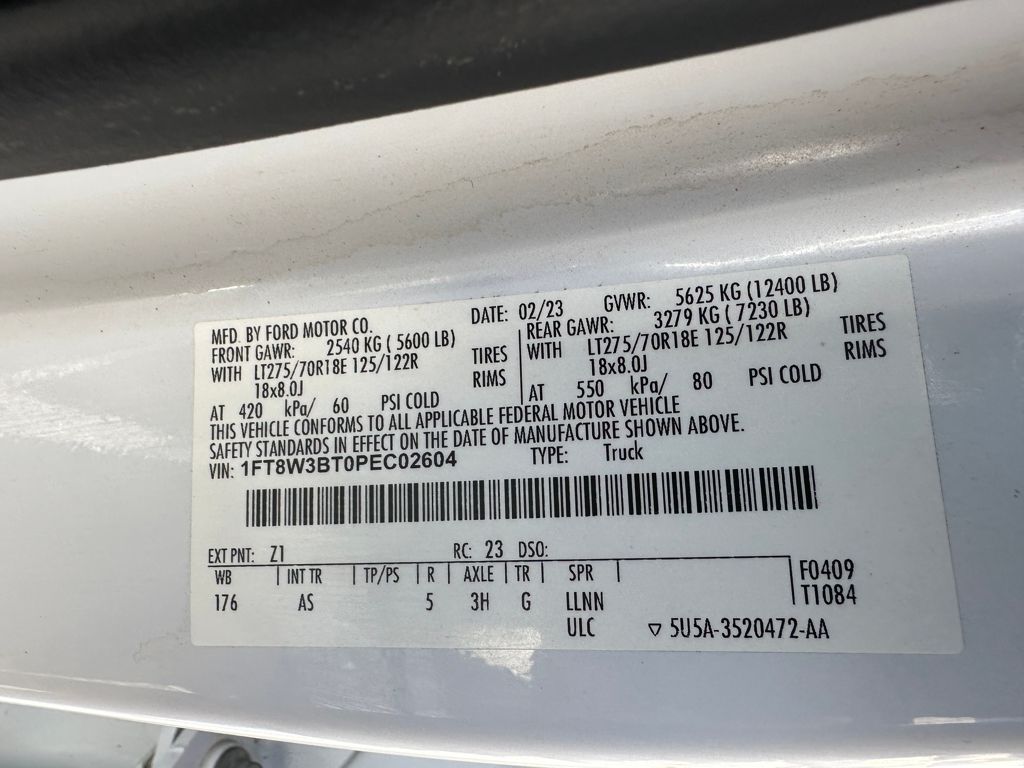 MFD. BY FORD MOTOR CO. DATE: 02/23 GVWR: 5625 KG (12400 LB)
FRONT GAWR: 2540 KG ( 5600 LB) REAR GAWR: 3279 KG ( 7230 LB)
WITH LT275/70R18E 125/122R TIRES WITH LT275/70R18E 125/122R TIRES
18x8.0J RIMS 18x8.0J RIMS
AT 420 kPa/ 60 PSI COLD AT 550 kPa/ 80 PSI COLD
THIS VEHICLE CONFORMS TO ALL APPLICABLE FEDERAL MOTOR VEHICLE
SAFETY STANDARDS IN EFFECT ON THE DATE OF MANUFACTURE SHOWN ABOVE.
VIN: 1FT8W3BT0PEC02604 TYPE: Truck
EXT PNT: Z1 RC: 23 DSO:
WB INT TR TP/PS R AXLE TR SPR F0409
176 AS 5 3H G LLNN T1084
ULC ▽ 5U5A-3520472-AA